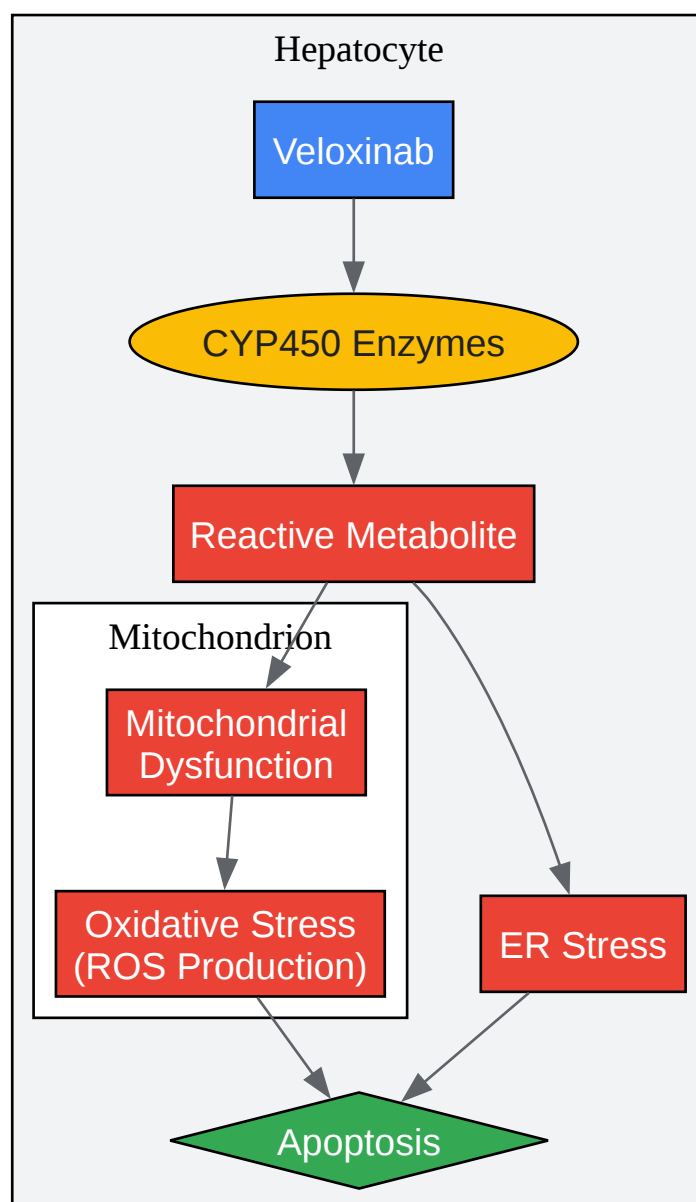 Hepatocyte
Veloxinab
CYP450 Enzymes
Reactive Metabolite
Mitochondrion
Mitochondrial
Dysfunction
Oxidative Stress
(ROS Production)
ER Stress
Apoptosis